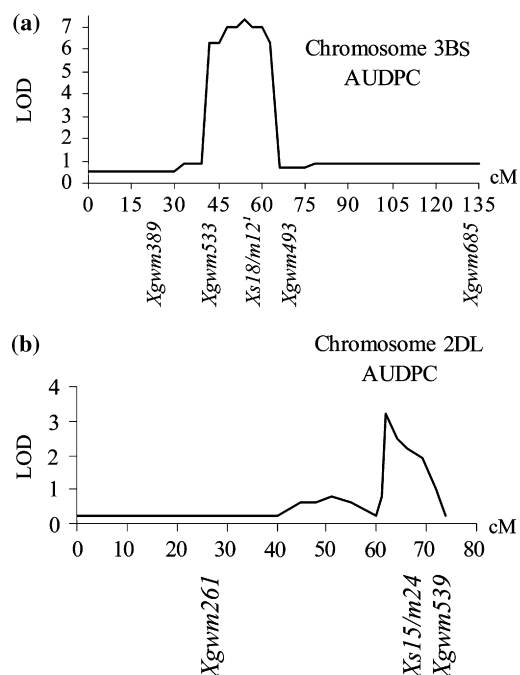 (a)
Chromosome 3BS
AUDPC
LOD
7
6
5
4
3
2
1
0
0 15 30 45 60 75 90 105 120 135
cM
Xgwm389 Xgwm533 Xs18/m12¹ Xgwm493 Xgwm685
(b)
Chromosome 2DL
AUDPC
LOD
4
3
2
1
0
0 10 20 30 40 50 60 70 80
cM
Xgwm261 Xs15/m24 Xgwm539